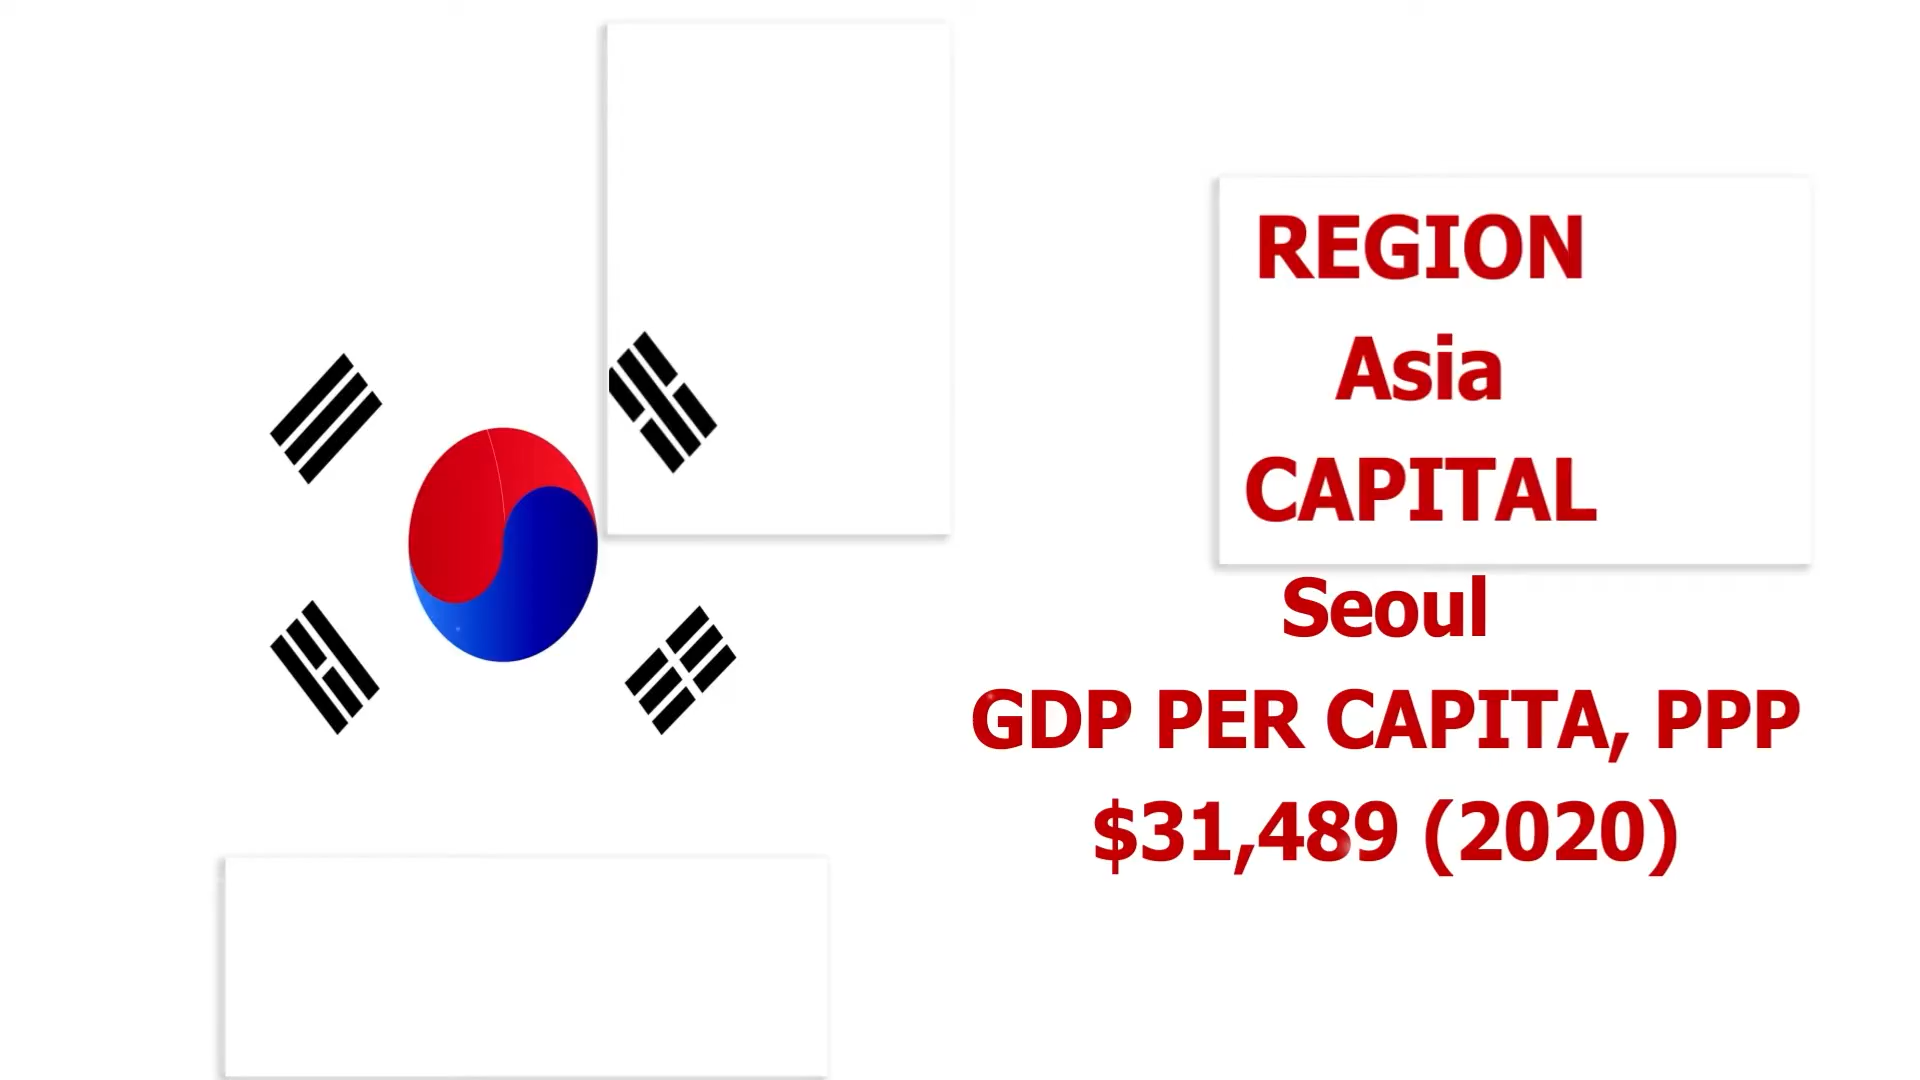 REGION
Asia
CAPITAL
Seoul
GDP PER CAPITA, PPP
$31,489 (2020)